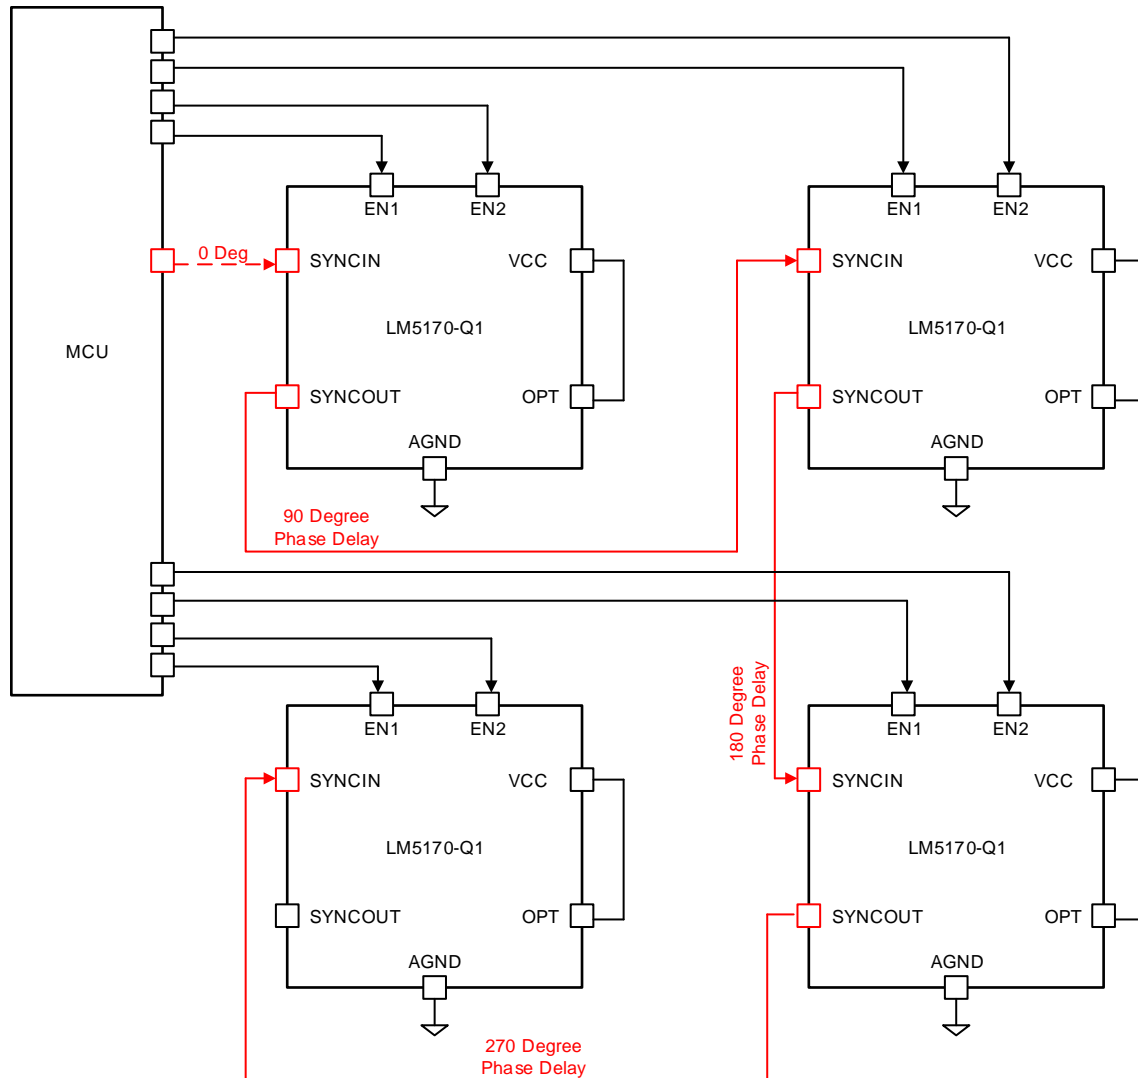 EN1
EN2
EN1
EN2
0 Deg
SYNCIN
VCC
SYNCIN
VCC
LM5170-Q1
LM5170-Q1
MCU
SYNCOUT
OPT
SYNCOUT
OPT
AGND
AGND
90 Degree
Phase Delay
180 Degree
Phase Delay
EN1
EN2
EN1
EN2
SYNCIN
VCC
SYNCIN
VCC
LM5170-Q1
LM5170-Q1
SYNCOUT
OPT
SYNCOUT
OPT
AGND
AGND
270 Degree
Phase Delay